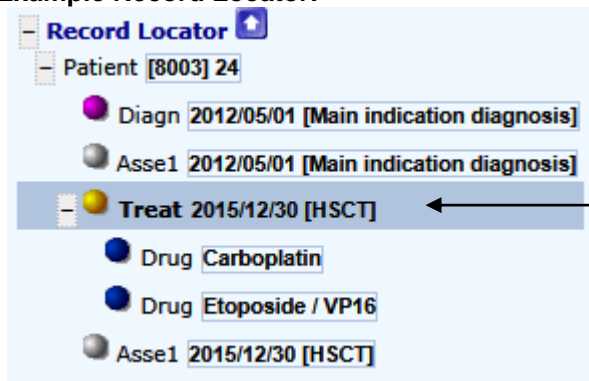 Example Record Locator:
– Record Locator
– Patient [8003] 24
Diagn 2012/05/01 [Main indication diagnosis]
Asse1 2012/05/01 [Main indication diagnosis]
– Treat 2015/12/30 [HSCT]
Drug Carboplatin
Drug Etoposide / VP16
Asse1 2015/12/30 [HSCT]